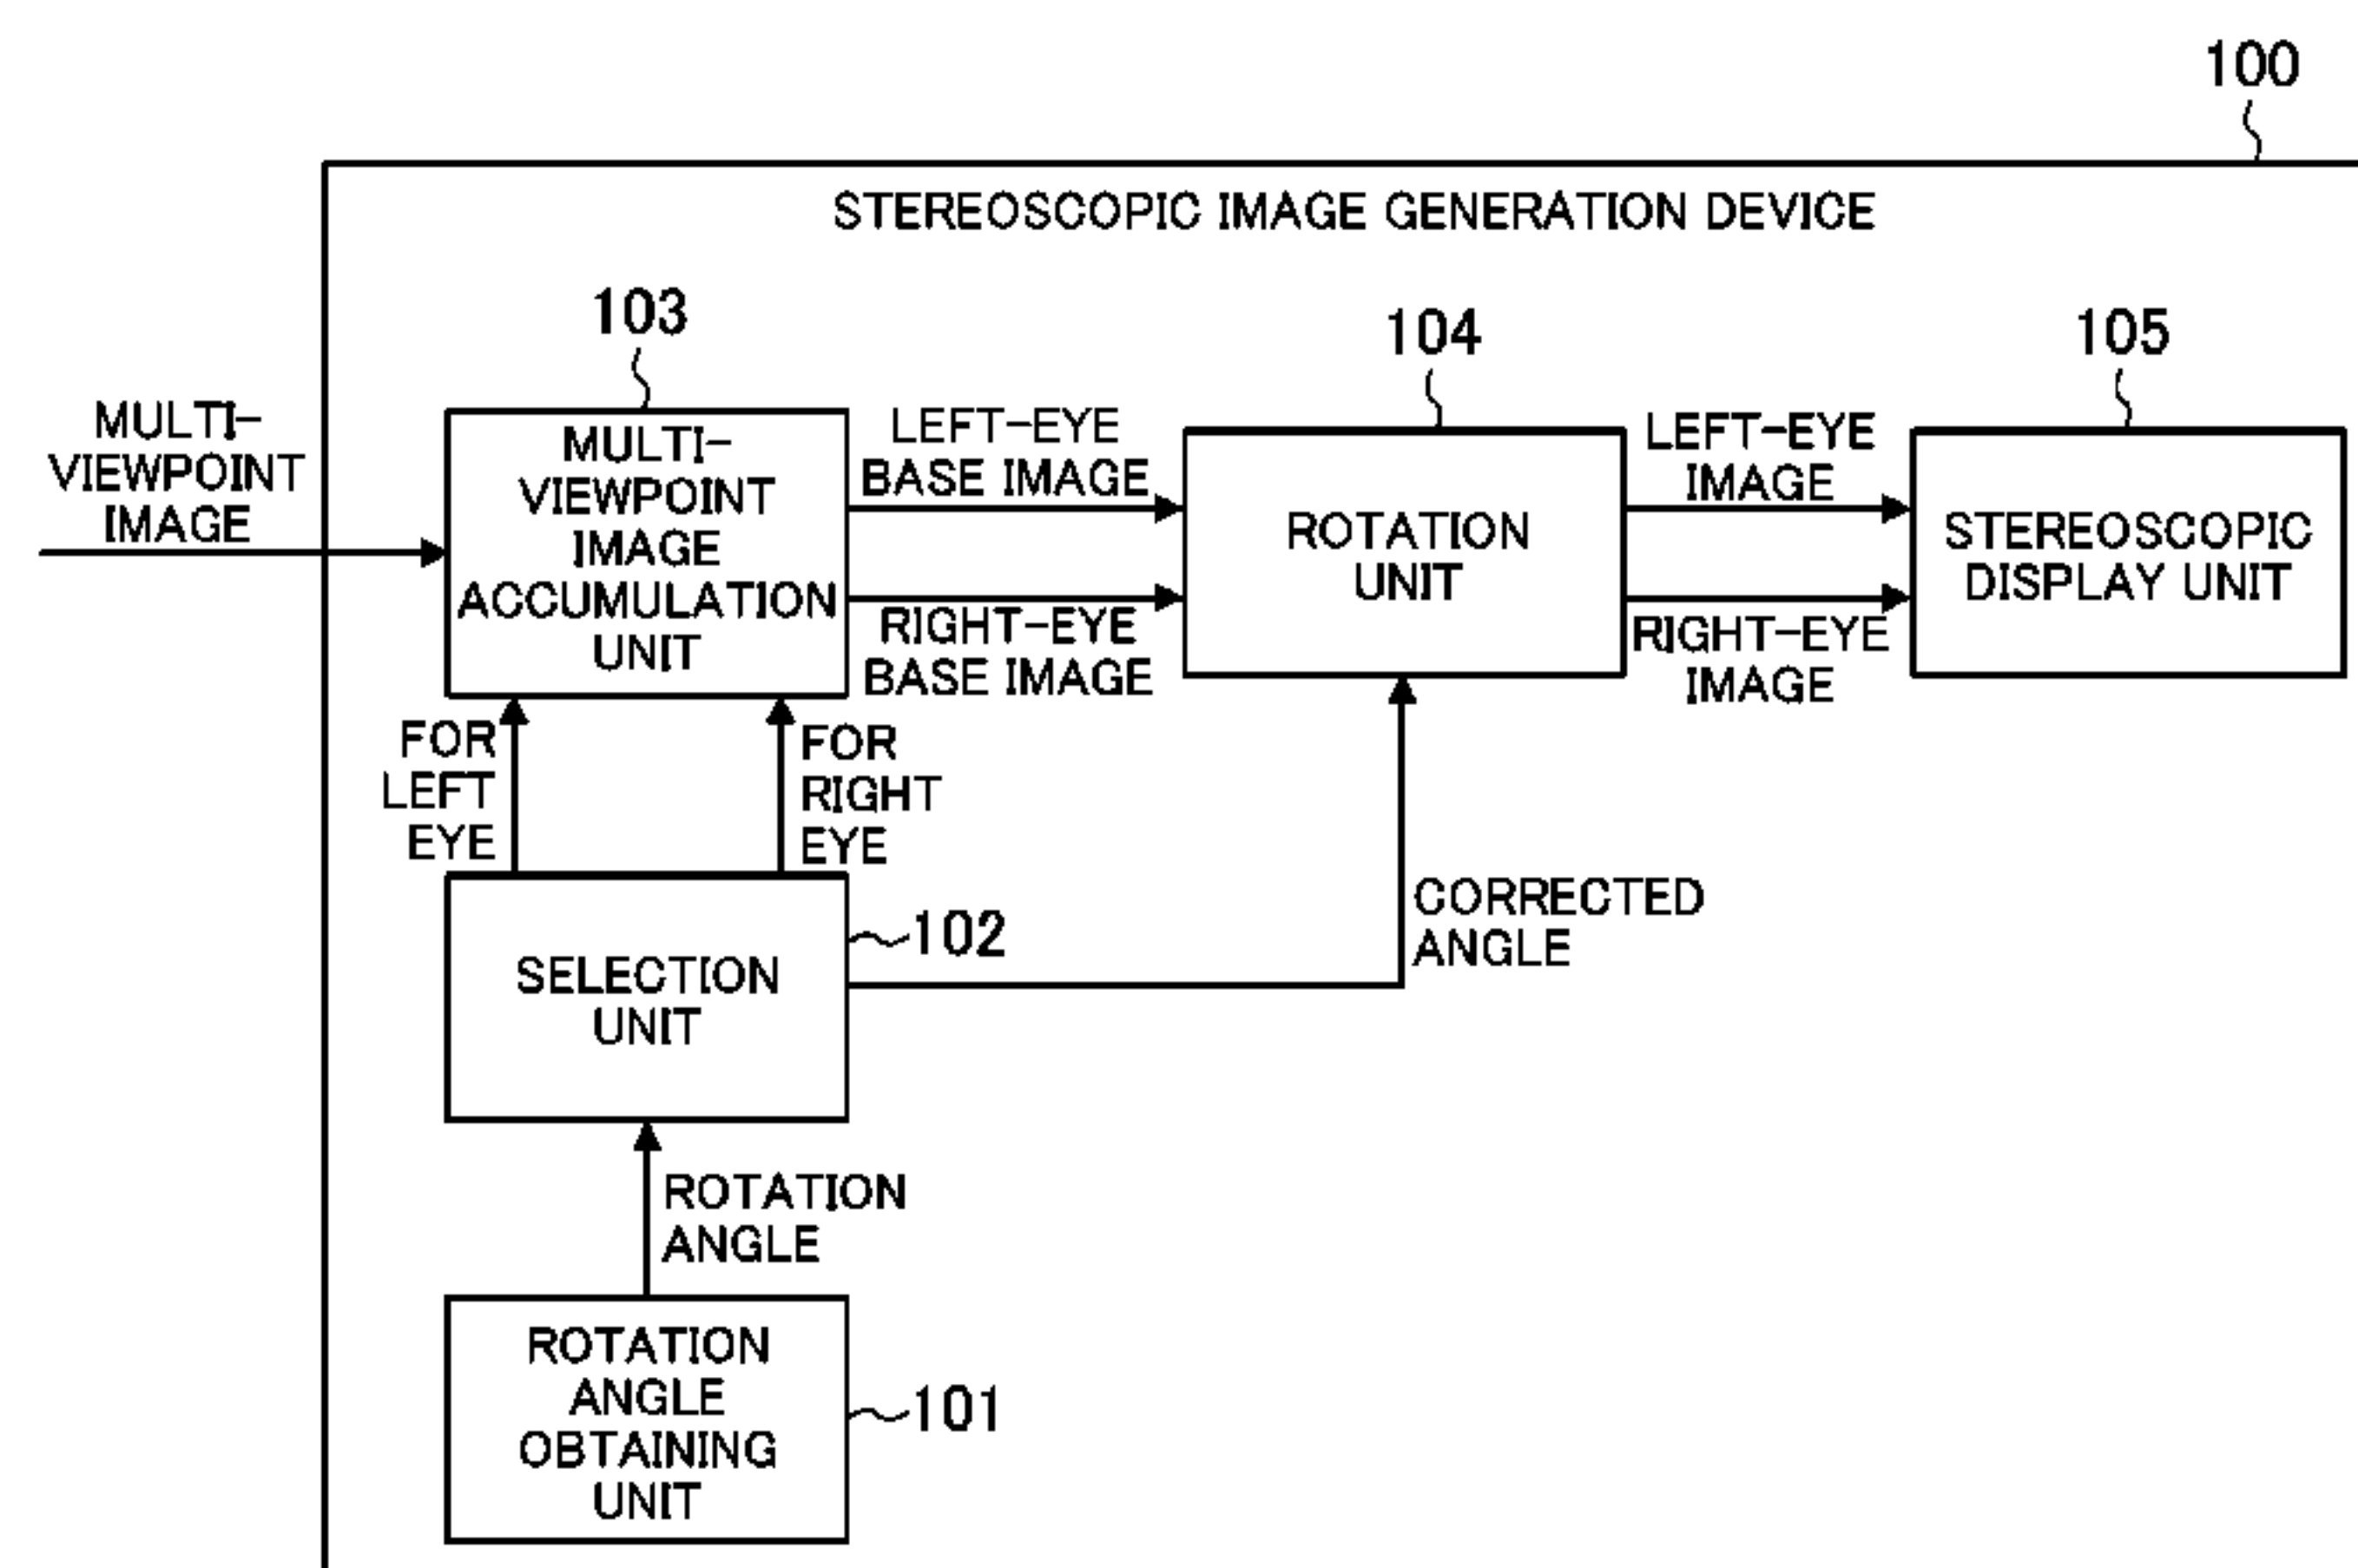 100
STEREOSCOPIC IMAGE GENERATION DEVICE
103
104
105
MULTI-
VIEWPOINT
IMAGE
MULTI-
VIEWPOINT
IMAGE
ACCUMULATION
UNIT
LEFT-EYE
BASE IMAGE
RIGHT-EYE
BASE IMAGE
ROTATION
UNIT
LEFT-EYE
IMAGE
RIGHT-EYE
IMAGE
STEREOSCOPIC
DISPLAY UNIT
FOR
LEFT
EYE
FOR
RIGHT
EYE
SELECTION
UNIT
102
CORRECTED
ANGLE
ROTATION
ANGLE
ROTATION
ANGLE
OBTAINING
UNIT
101